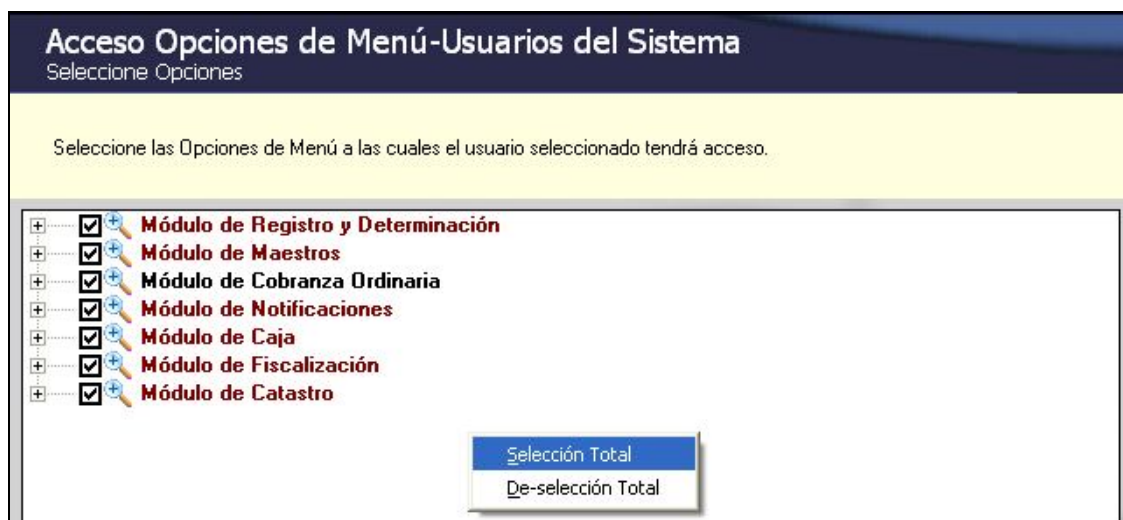 Acceso Opciones de Menú-Usuarios del Sistema
Seleccione Opciones
Seleccione las Opciones de Menú a las cuales el usuario seleccionado tendrá acceso.
Módulo de Registro y Determinación
Módulo de Maestros
Módulo de Cobranza Ordinaria
Módulo de Notificaciones
Módulo de Caja
Módulo de Fiscalización
Módulo de Catastro
Selección Total
De-selección Total